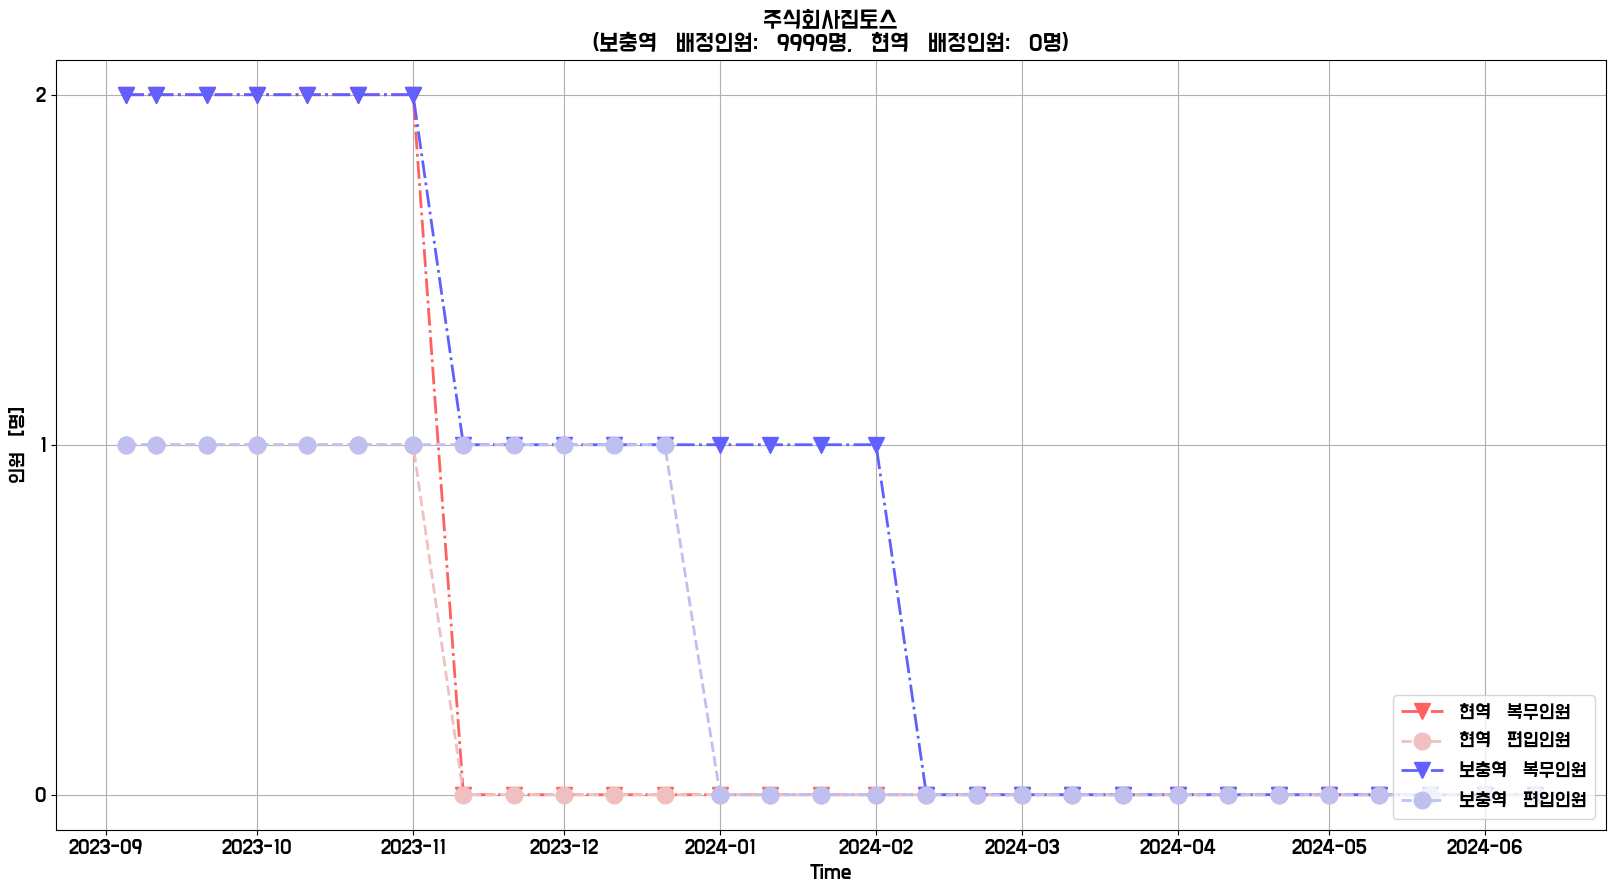 주식회사집토스
(보충역 배정인원: 9999명, 현역 배정인원: 0명)
인원 [명]
2
1
0
2023-09 2023-10 2023-11 2023-12 2024-01 2024-02 2024-03 2024-04 2024-05 2024-06
Time
현역 복무인원
현역 편입인원
보충역 복무인원
보충역 편입인원